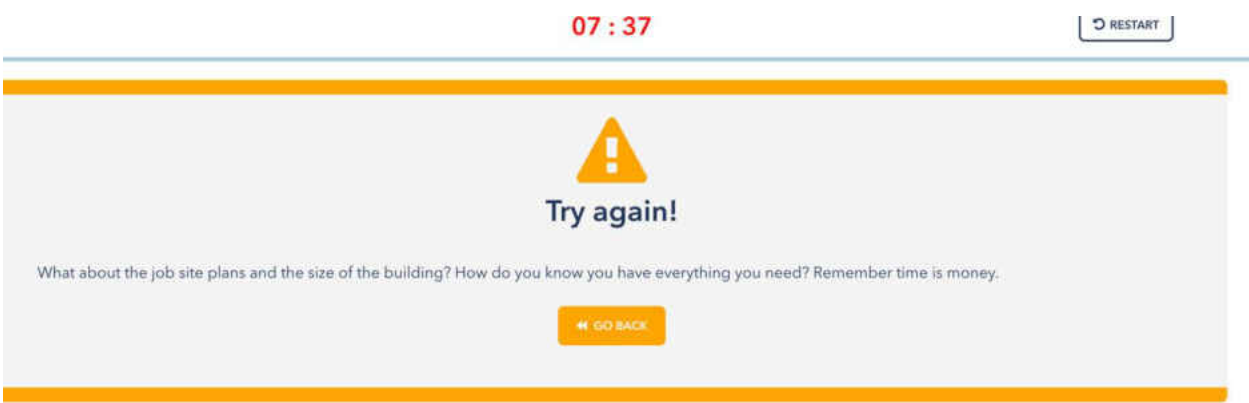 07 : 37
RESTART
Try again!
What about the job site plans and the size of the building? How do you know you have everything you need? Remember time is money.
GO BACK